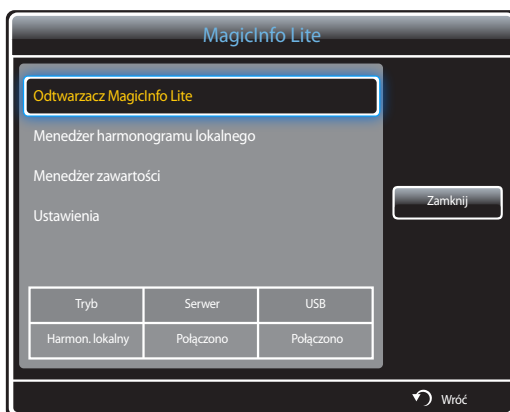 MagicInfo Lite
Odtwarzacz MagicInfo Lite
Menedżer harmonogramu lokalnego
Menedżer zawartości
Ustawienia
Zamknij
Tryb Serwer USB
Harmon. lokalny Połączono Połączono
Wróć